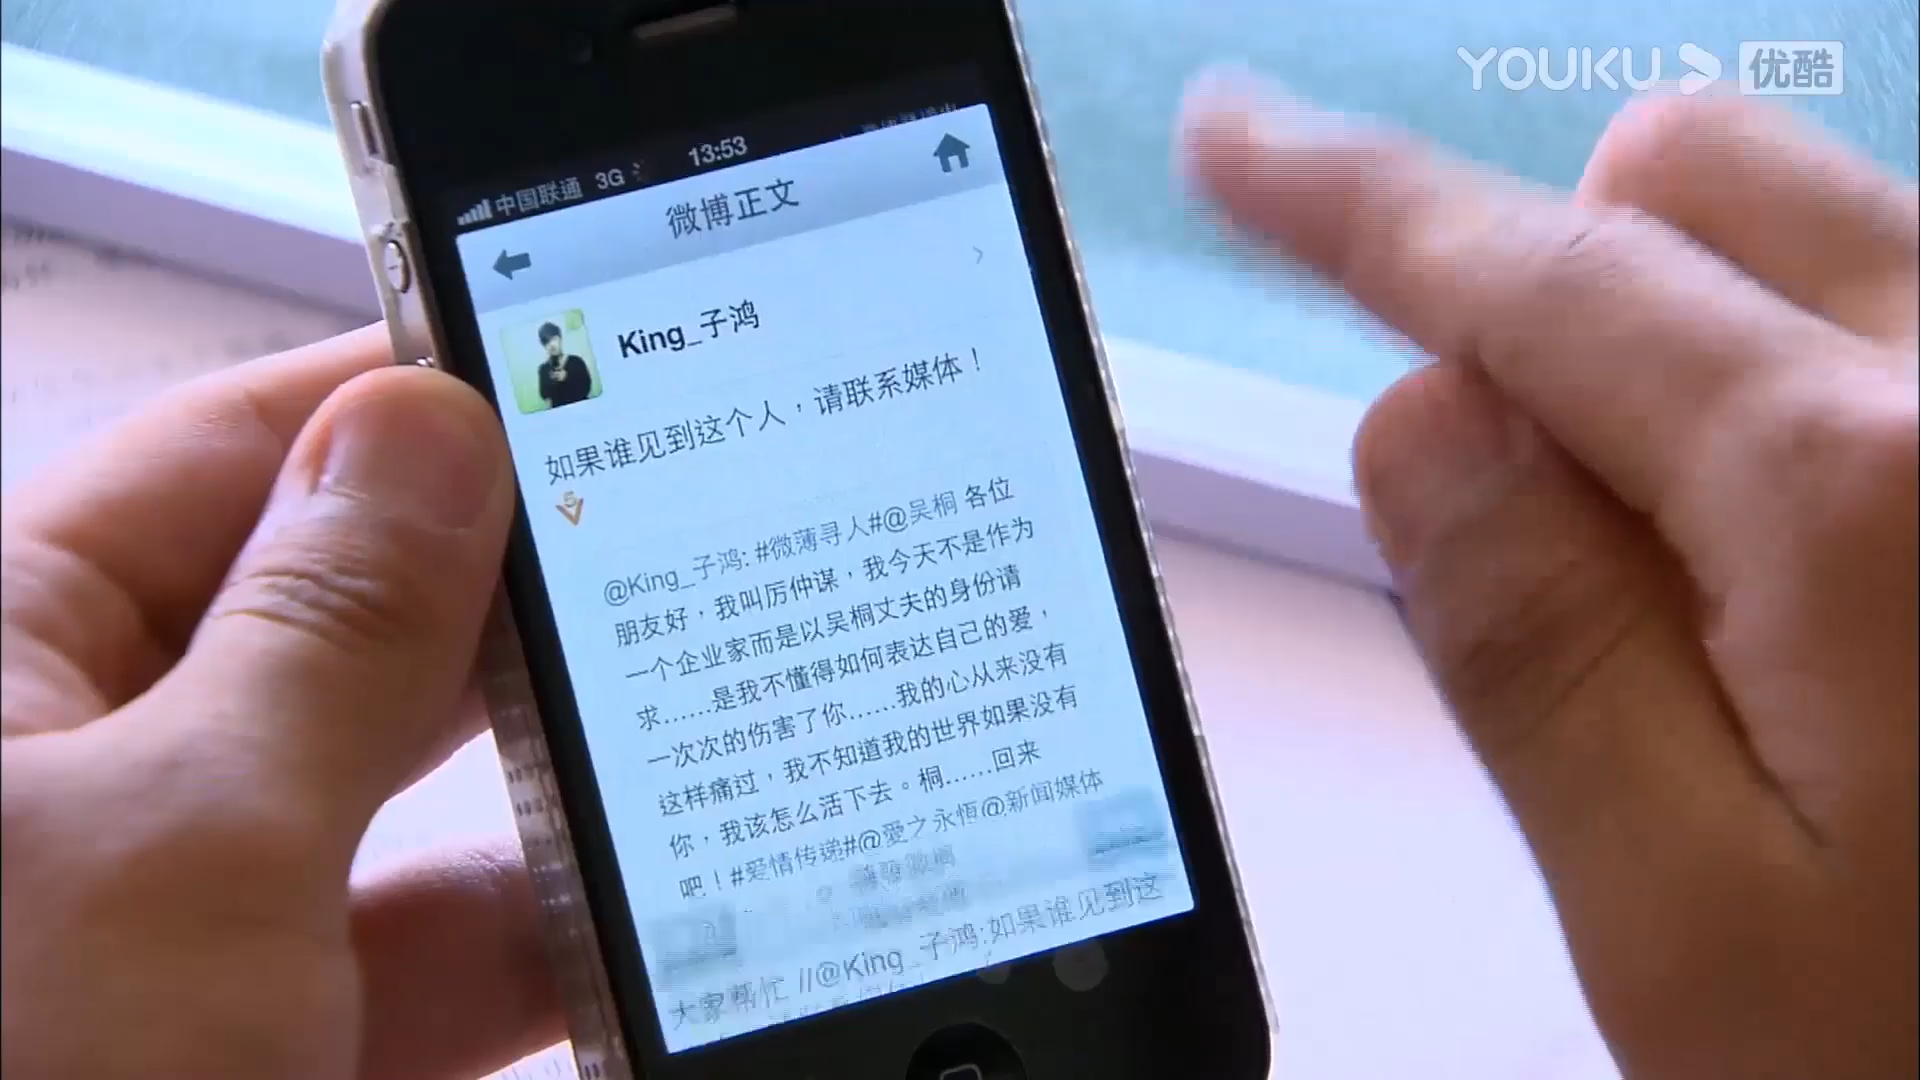 YOUKU 优酷
中国联通 3G 13:53
微博正文
King_子鸿
如果谁见到这个人，请联系媒体！
@King_子鸿: #微薄寻人#@吴桐 各位
朋友好，我叫厉仲谋，我今天不是作为
一个企业家而是以吴桐丈夫的身份请
求......是我不懂得如何表达自己的爱，
一次次的伤害了你......我的心从来没有
这样痛过，我不知道我的世界如果没有
你，我该怎么活下去。桐......回来
吧！#爱情传递#@愛之永恆@新闻媒体
大家帮忙 //@King_子鸿:如果谁见到这